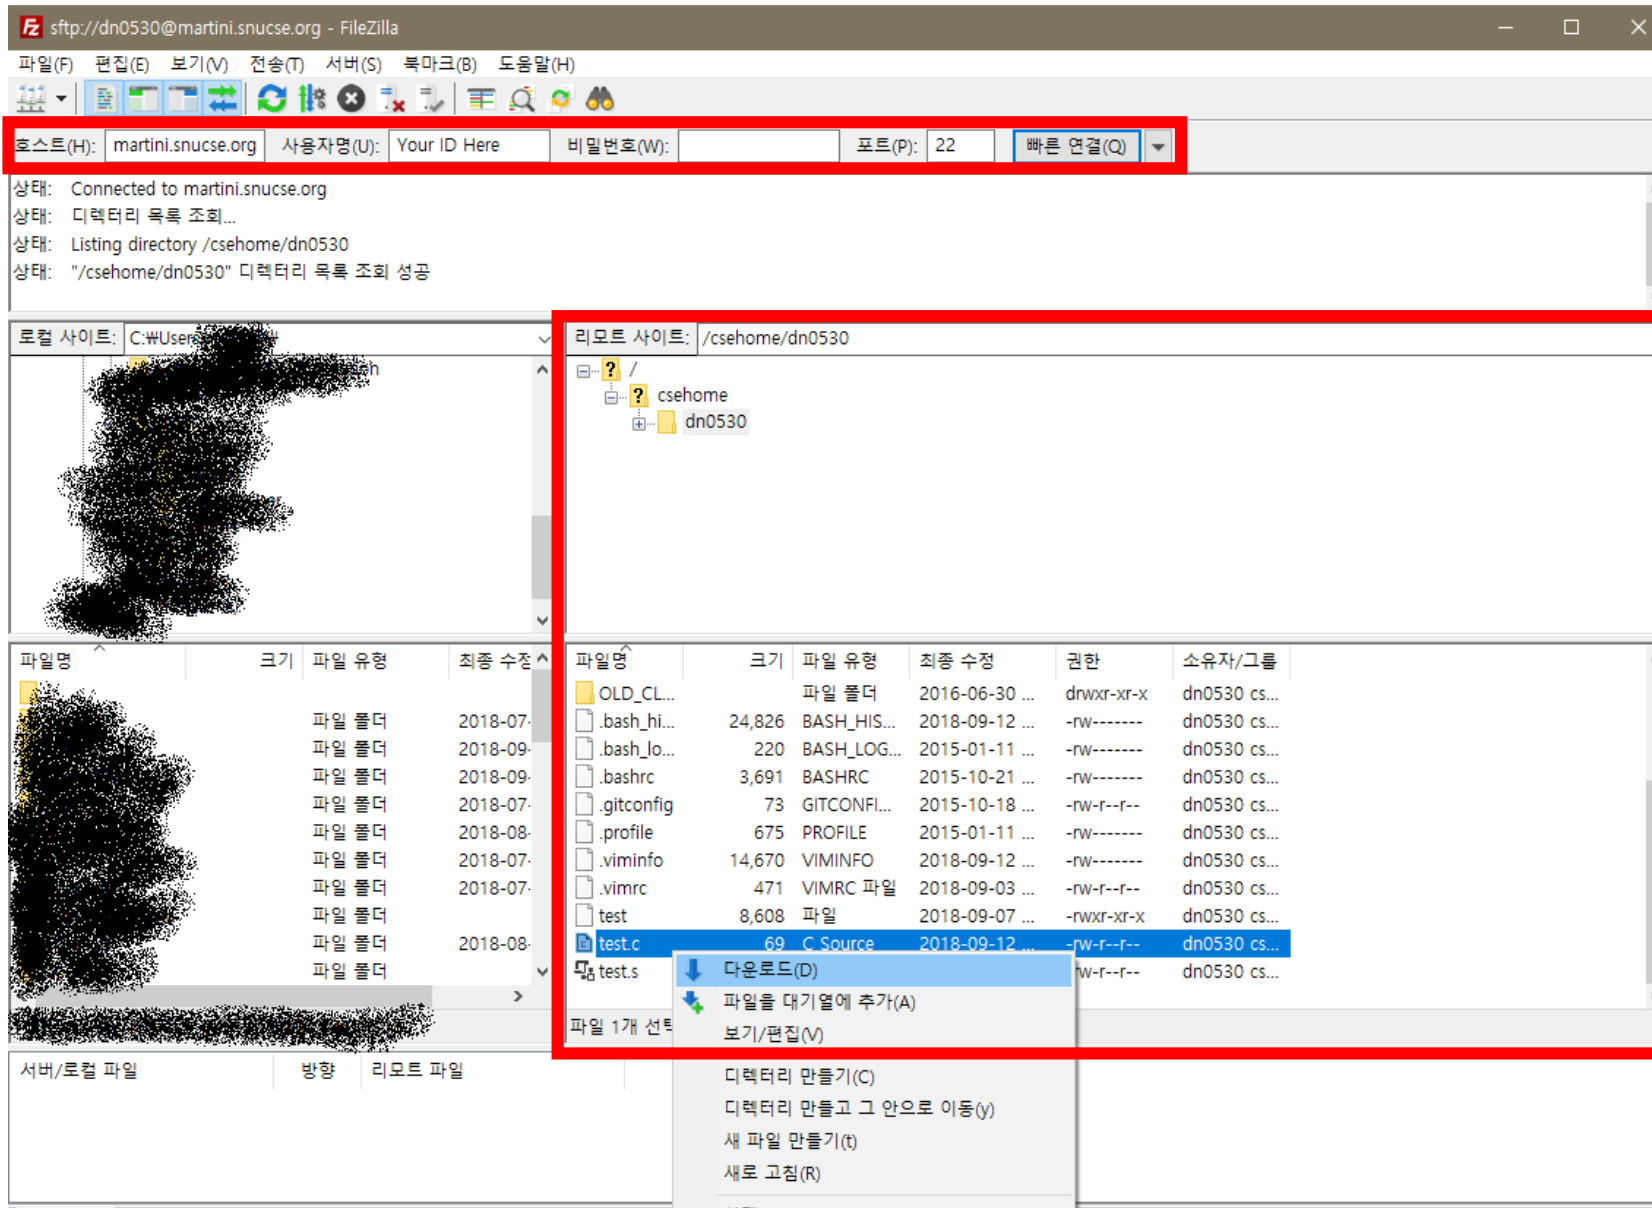 sftp://dn0530@martini.snucse.org - FileZilla
파일(F) 편집(E) 보기(V) 전송(T) 서버(S) 북마크(B) 도움말(H)
호스트(H): martini.snucse.org 사용자명(U): Your ID Here 비밀번호(W): 포트(P): 22 빠른 연결(Q)
상태: Connected to martini.snucse.org
상태: 디렉터리 목록 조회...
상태: Listing directory /csehome/dn0530
상태: "/csehome/dn0530" 디렉터리 목록 조회 성공
로컬 사이트: C:₩User
리모트 사이트: /csehome/dn0530
/
csehome
dn0530
파일명 크기 파일 유형 최종 수정
파일 폴더 2018-07-
파일 폴더 2018-09-
파일 폴더 2018-09-
파일 폴더 2018-07-
파일 폴더 2018-08-
파일 폴더 2018-07-
파일 폴더 2018-07-
파일 폴더
파일 폴더 2018-08-
파일 폴더
파일명 크기 파일 유형 최종 수정 권한 소유자/그룹
OLD_CL... 파일 폴더 2016-06-30 ... drwxr-xr-x dn0530 cs...
.bash_hi... 24,826 BASH_HIS... 2018-09-12 ... -rw------- dn0530 cs...
.bash_lo... 220 BASH_LOG... 2015-01-11 ... -rw------- dn0530 cs...
.bashrc 3,691 BASHRC 2015-10-21 ... -rw------- dn0530 cs...
.gitconfig 73 GITCONFI... 2015-10-18 ... -rw-r--r-- dn0530 cs...
.profile 675 PROFILE 2015-01-11 ... -rw------- dn0530 cs...
.viminfo 14,670 VIMINFO 2018-09-12 ... -rw------- dn0530 cs...
.vimrc 471 VIMRC 파일 2018-09-03 ... -rw-r--r-- dn0530 cs...
test 8,608 파일 2018-09-07 ... -rwxr-xr-x dn0530 cs...
test.c 69 C Source 2018-09-12 ... -rw-r--r-- dn0530 cs...
test.s rw-r--r-- dn0530 cs...
파일 1개 선택
다운로드(D)
파일을 대기열에 추가(A)
보기/편집(V)
디렉터리 만들기(C)
디렉터리 만들고 그 안으로 이동(y)
새 파일 만들기(t)
새로 고침(R)
서버/로컬 파일 방향 리모트 파일